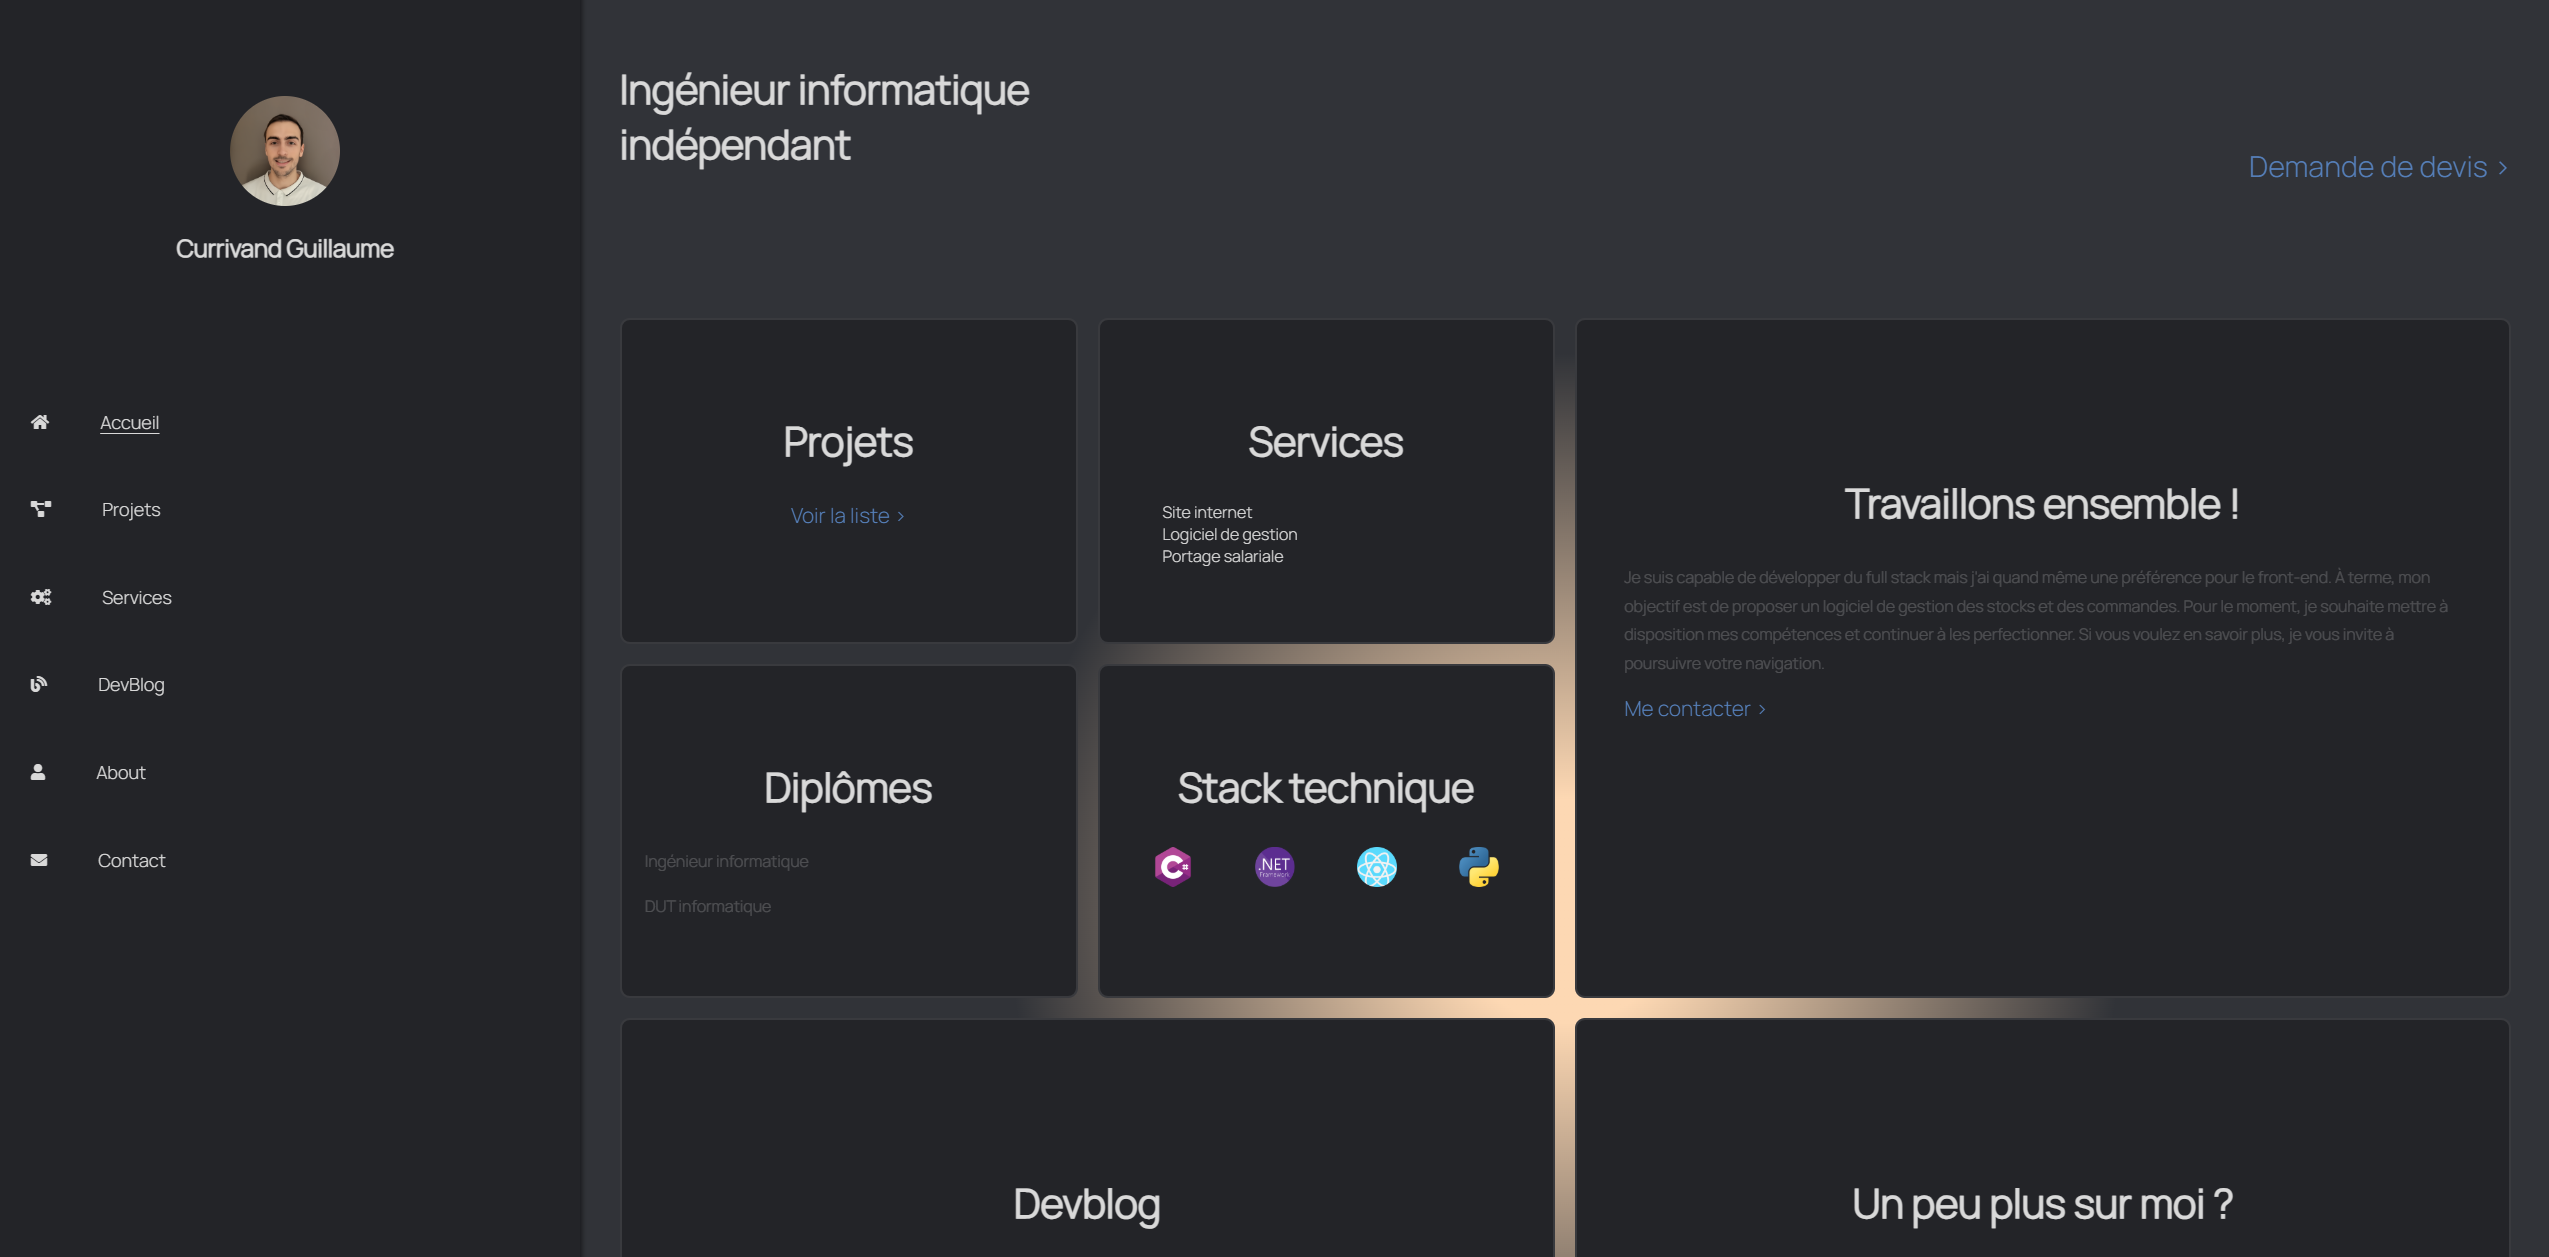 Currivand Guillaume
Accueil
Projets
Services
DevBlog
About
Contact
Ingénieur informatique
indépendant
Demande de devis >
Projets
Voir la liste >
Services
Site internet
Logiciel de gestion
Portage salariale
Travaillons ensemble !
Je suis capable de développer du full stack mais j'ai quand même une préférence pour le front-end. À terme, mon
objectif est de proposer un logiciel de gestion des stocks et des commandes. Pour le moment, je souhaite mettre à
disposition mes compétences et continuer à les perfectionner. Si vous voulez en savoir plus, je vous invite à
poursuivre votre navigation.
Me contacter >
Diplômes
Ingénieur informatique
DUT informatique
Stack technique
C#
.NET
Framework
Devblog
Un peu plus sur moi ?